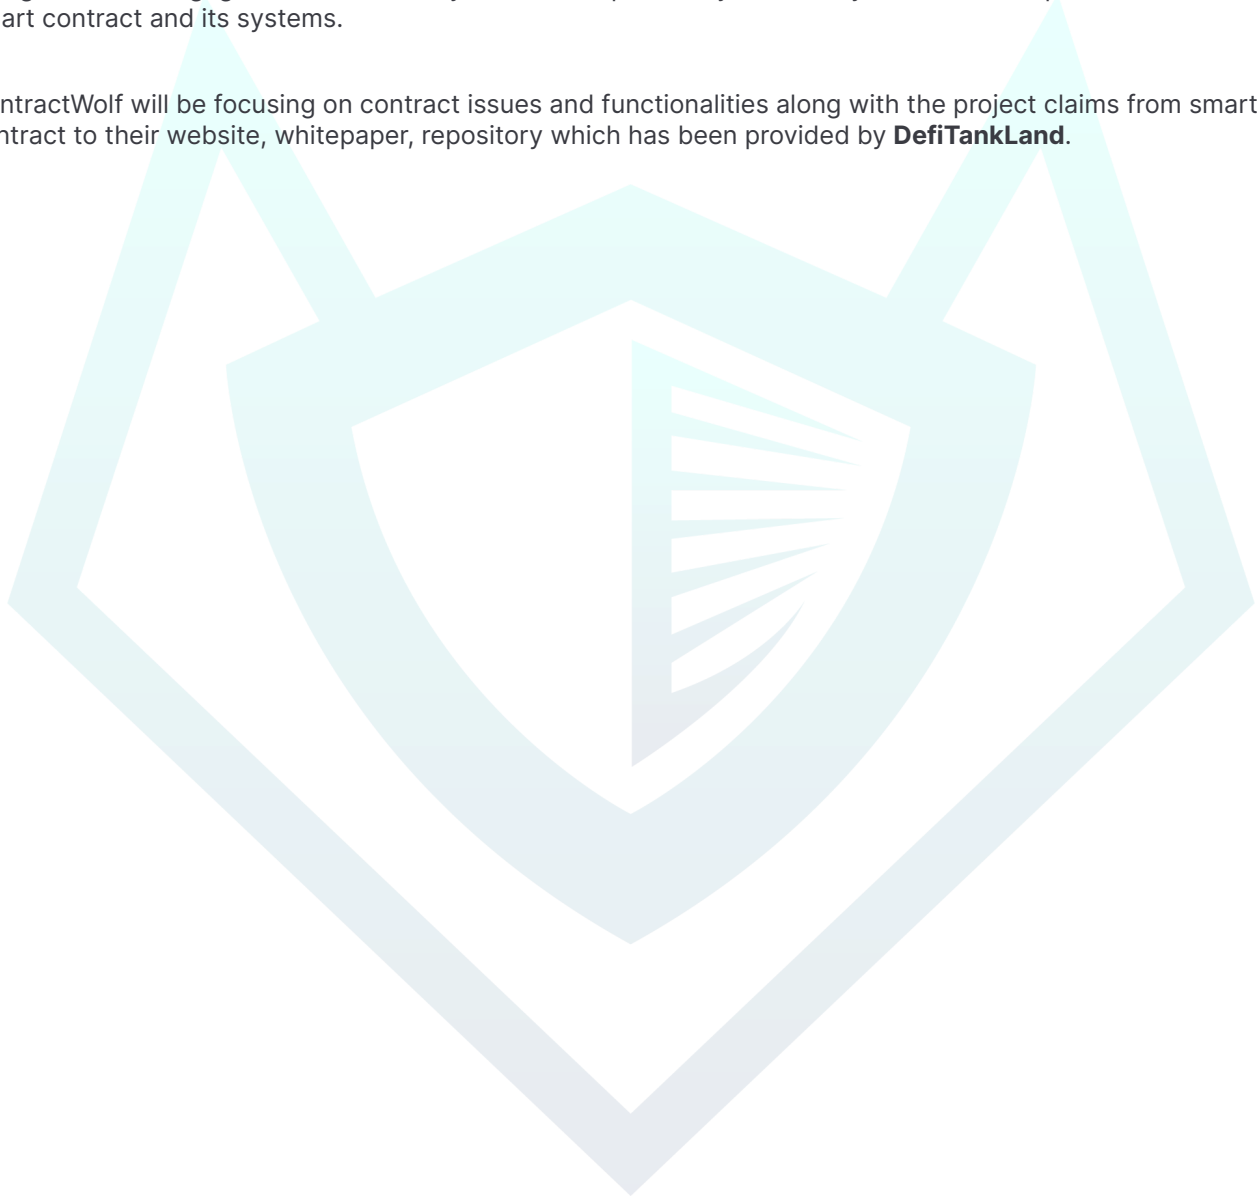 art contract and its systems.
ntractWolf will be focusing on contract issues and functionalities along with the project claims from smart
ntract to their website, whitepaper, repository which has been provided by DefiTankLand.